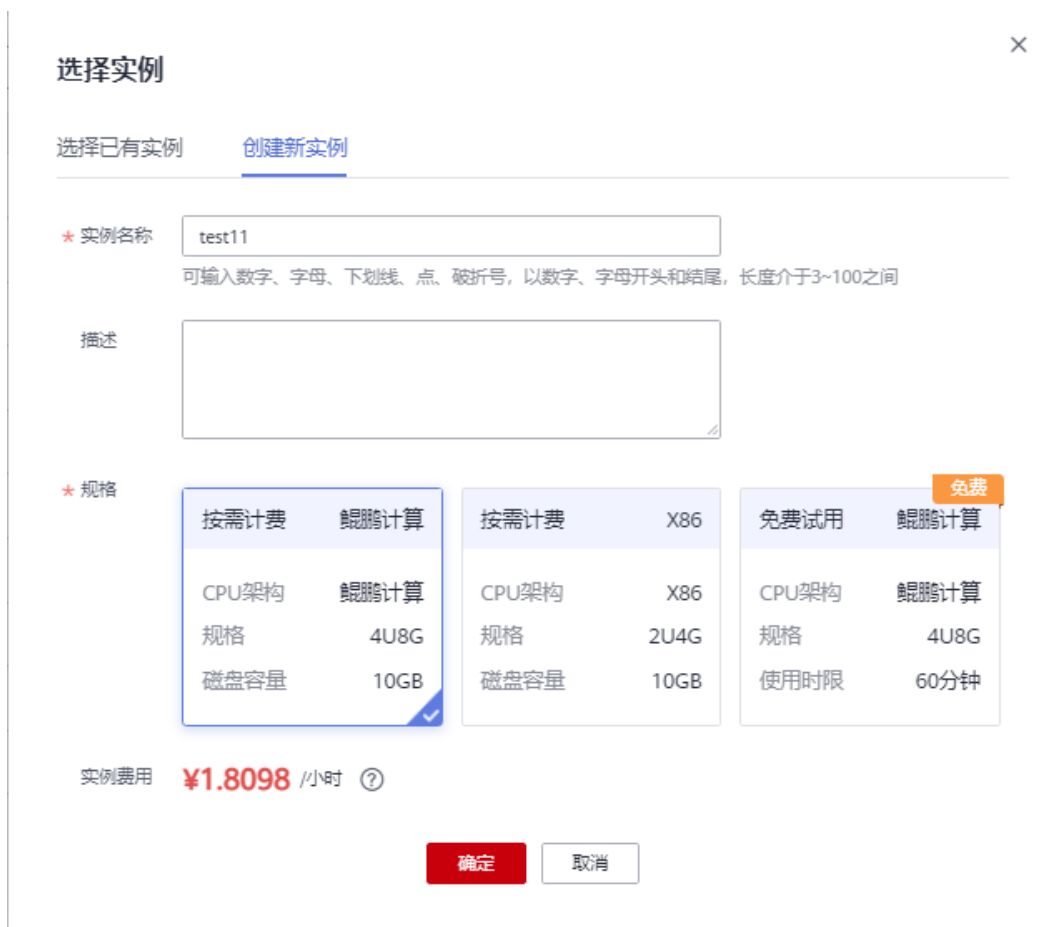 选择实例
选择已有实例 创建新实例
* 实例名称 test11
可输入数字、字母、下划线、点、破折号，以数字、字母开头和结尾，长度介于3~100之间
描述
* 规格
免费
按需计费 鲲鹏计算 按需计费 X86 免费试用 鲲鹏计算
CPU架构 鲲鹏计算 CPU架构 X86 CPU架构 鲲鹏计算
规格 4U8G 规格 2U4G 规格 4U8G
磁盘容量 10GB 磁盘容量 10GB 使用时限 60分钟
实例费用 ¥1.8098 /小时 ?
确定 取消